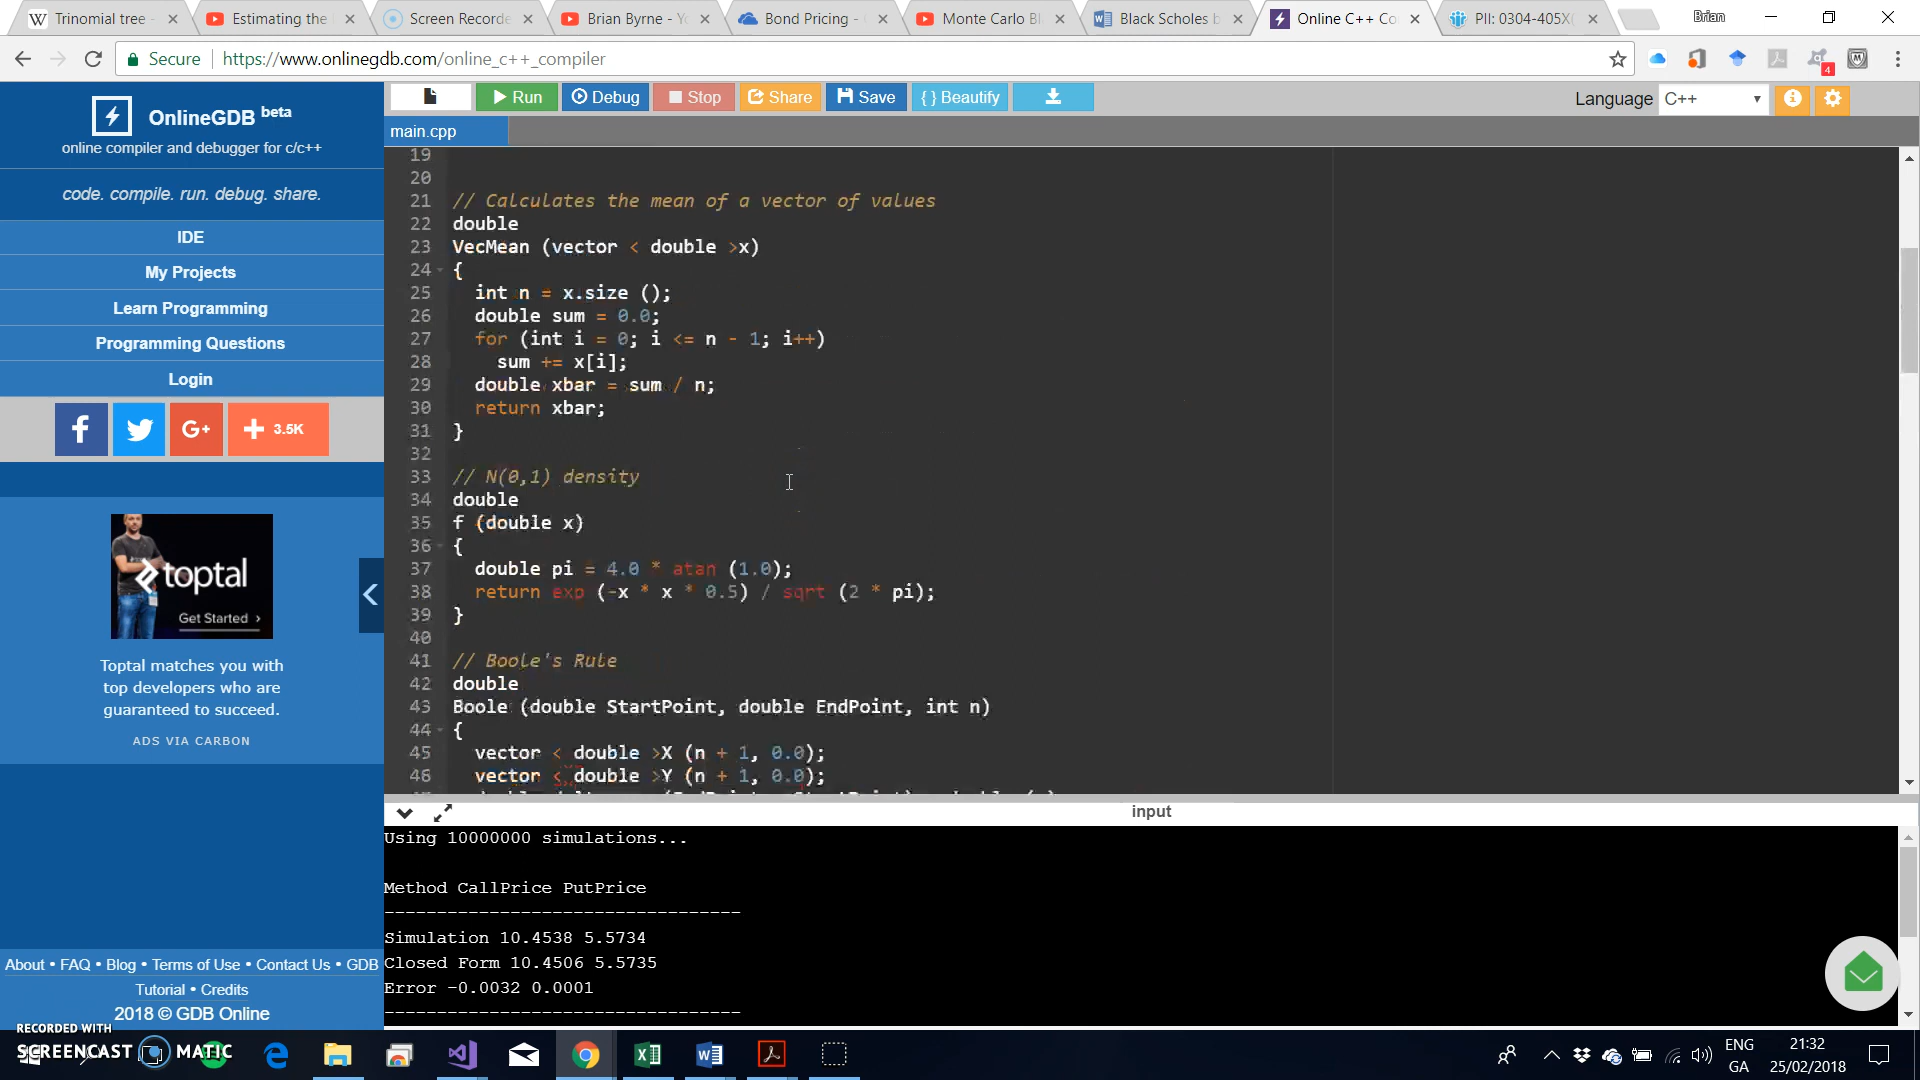 Trinomial tree -
Estimating the
Screen Recorde
Brian Byrne - Yo
Bond Pricing -
Monte Carlo Bl
Black Scholes b
Online C++ Co
PII: 0304-405X(
Brian
Secure
https://www.onlinegdb.com/online_c++_compiler
4
OnlineGDB beta
online compiler and debugger for c/c++
code. compile. run. debug. share.
IDE
My Projects
Learn Programming
Programming Questions
Login
f
G+
+ 3.5K
toptal
Get Started ›
Toptal matches you with
top developers who are
guaranteed to succeed.
ADS VIA CARBON
About • FAQ • Blog • Terms of Use • Contact Us • GDB
Tutorial • Credits
2018 © GDB Online
Run
Debug
Stop
Share
Save
{ } Beautify
Language C++
main.cpp
19
20
21 // Calculates the mean of a vector of values
22 double
23 VecMean (vector < double >x)
24 {
25 int n = x.size ();
26 double sum = 0.0;
27 for (int i = 0; i <= n - 1; i++)
28 sum += x[i];
29 double xbar = sum / n;
30 return xbar;
31 }
32
33 // N(0,1) density
34 double
35 f (double x)
36 {
37 double pi = 4.0 * atan (1.0);
38 return exp (-x * x * 0.5) / sqrt (2 * pi);
39 }
40
41 // Boole's Rule
42 double
43 Boole (double StartPoint, double EndPoint, int n)
44 {
45 vector < double >X (n + 1, 0.0);
46 vector < double >Y (n + 1, 0.0);
input
Using 10000000 simulations...
Method CallPrice PutPrice
----------------------------------
Simulation 10.4538 5.5734
Closed Form 10.4506 5.5735
Error -0.0032 0.0001
----------------------------------
RECORDED WITH
SCREENCAST MATIC
ENG
GA
21:32
25/02/2018